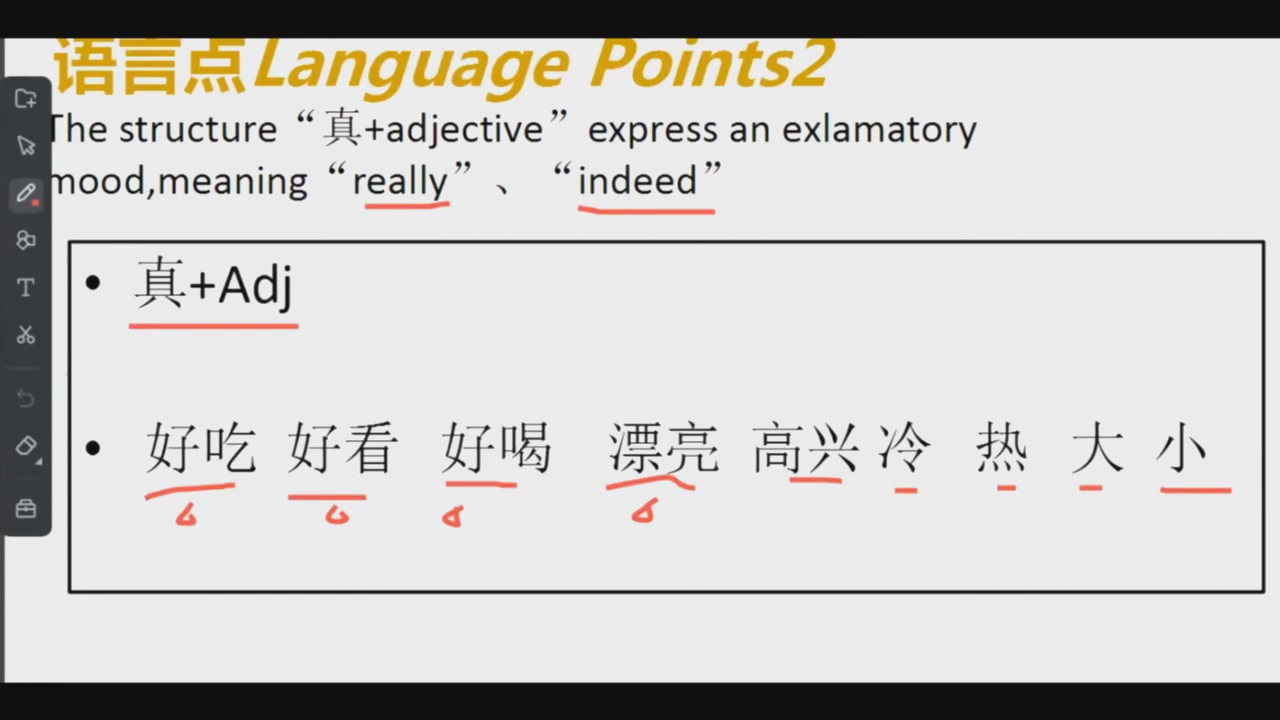 语言点Language Points2
The structure“真+adjective”express an exlamatory
mood,meaning“really”、“indeed”
• 真+Adj
• 好吃 好看 好喝 漂亮 高兴 冷 热 大 小